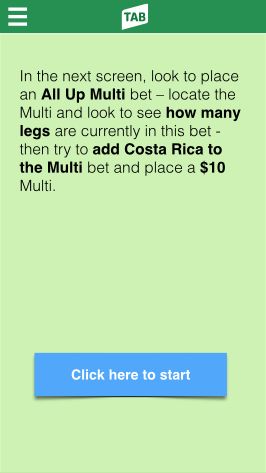 TAB
In the next screen, look to place
an All Up Multi bet – locate the
Multi and look to see how many
legs are currently in this bet -
then try to add Costa Rica to
the Multi bet and place a $10
Multi.
Click here to start